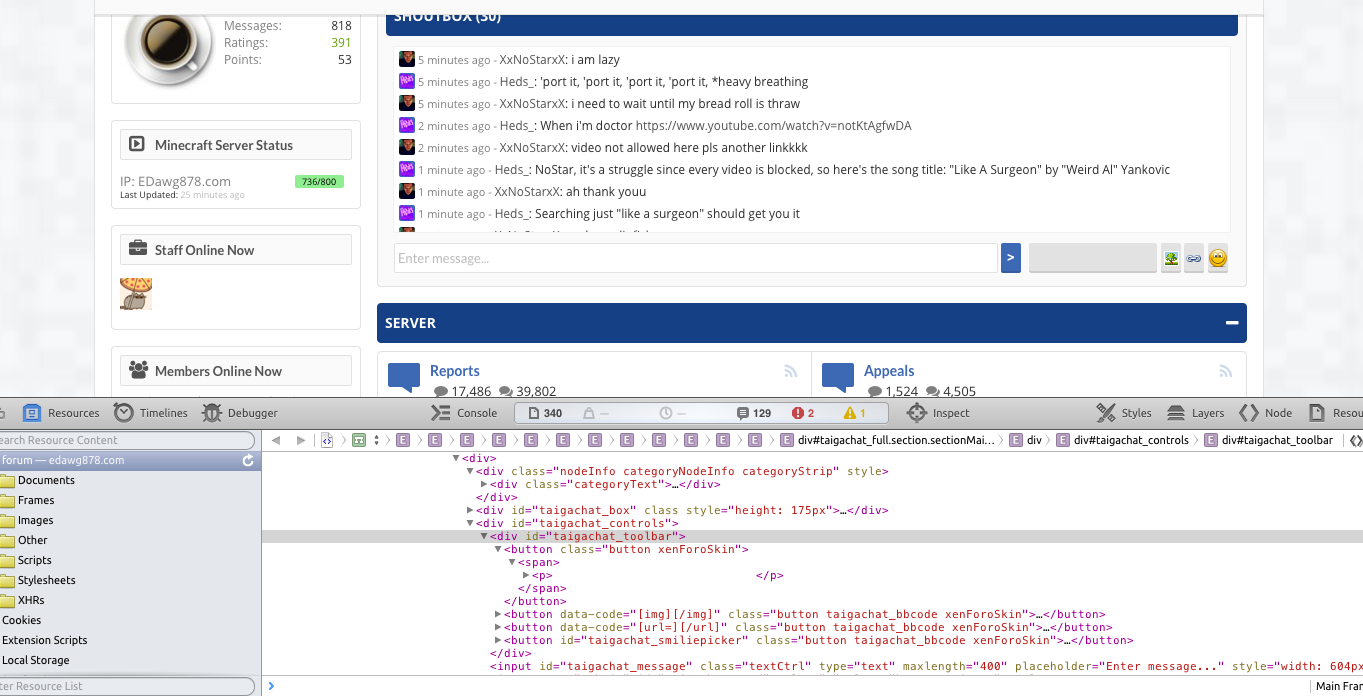 SHOUTBOX (30)
Messages: 818
Ratings: 391
Points: 53
5 minutes ago - XxNoStarxX: i am lazy
5 minutes ago - Heds_: 'port it, 'port it, 'port it, 'port it, *heavy breathing
5 minutes ago - XxNoStarxX: i need to wait until my bread roll is thraw
2 minutes ago - Heds_: When i'm doctor https://www.youtube.com/watch?v=notKtAgfwDA
2 minutes ago - XxNoStarxX: video not allowed here pls another linkkkk
1 minute ago - Heds_: NoStar, it's a struggle since every video is blocked, so here's the song title: "Like A Surgeon" by "Weird Al" Yankovic
1 minute ago - XxNoStarxX: ah thank youu
1 minute ago - Heds_: Searching just "like a surgeon" should get you it
Enter message... >
Minecraft Server Status
IP: EDawg878.com 736/800
Last Updated: 25 minutes ago
Staff Online Now
Members Online Now
SERVER
Reports
17,486 39,802
Appeals
1,524 4,505
Resources Timelines Debugger Console 340 — — 129 2 1 Inspect Styles Layers Node Resou
earch Resource Content
E E E E E E E E E E E E E div#taigachat_full.section.sectionMai... E div E div#taigachat_controls E div#taigachat_toolbar
forum — edawg878.com
Documents
Frames
Images
Other
Scripts
Stylesheets
XHRs
Cookies
Extension Scripts
Local Storage
ter Resource List
<div>
<div class="nodeInfo categoryNodeInfo categoryStrip" style>
<div class="categoryText">…</div>
</div>
<div id="taigachat_box" class style="height: 175px">…</div>
<div id="taigachat_controls">
<div id="taigachat_toolbar">
<button class="button xenForoSkin">
<span>
<p> </p>
</span>
</button>
<button data-code="[img][/img]" class="button taigachat_bbcode xenForoSkin">…</button>
<button data-code="[url=][/url]" class="button taigachat_bbcode xenForoSkin">…</button>
<button id="taigachat_smiliepicker" class="button taigachat_bbcode xenForoSkin">…</button>
</div>
<input id="taigachat_message" class="textCtrl" type="text" maxlength="400" placeholder="Enter message..." style="width: 604px
Main Fran